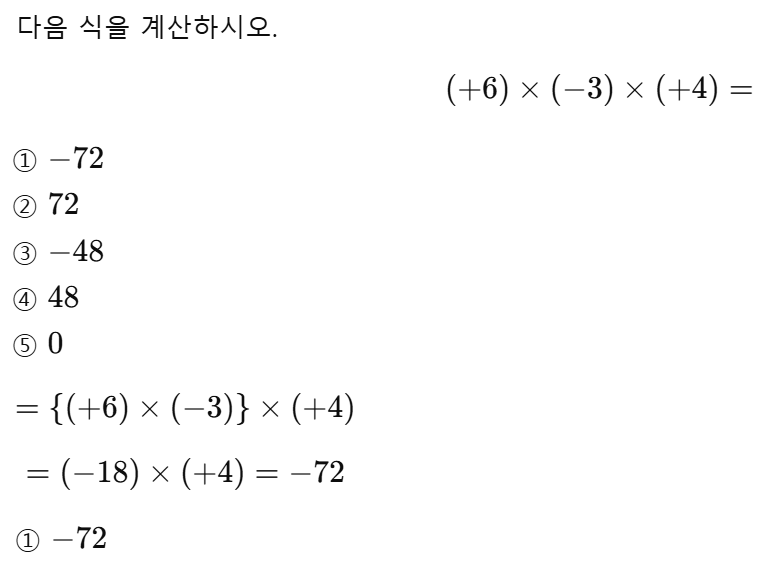 다음 식을 계산하시오.
(+6) × (−3) × (+4) =
① −72
② 72
③ −48
④ 48
⑤ 0
= {(+6) × (−3)} × (+4)
= (−18) × (+4) = −72
① −72